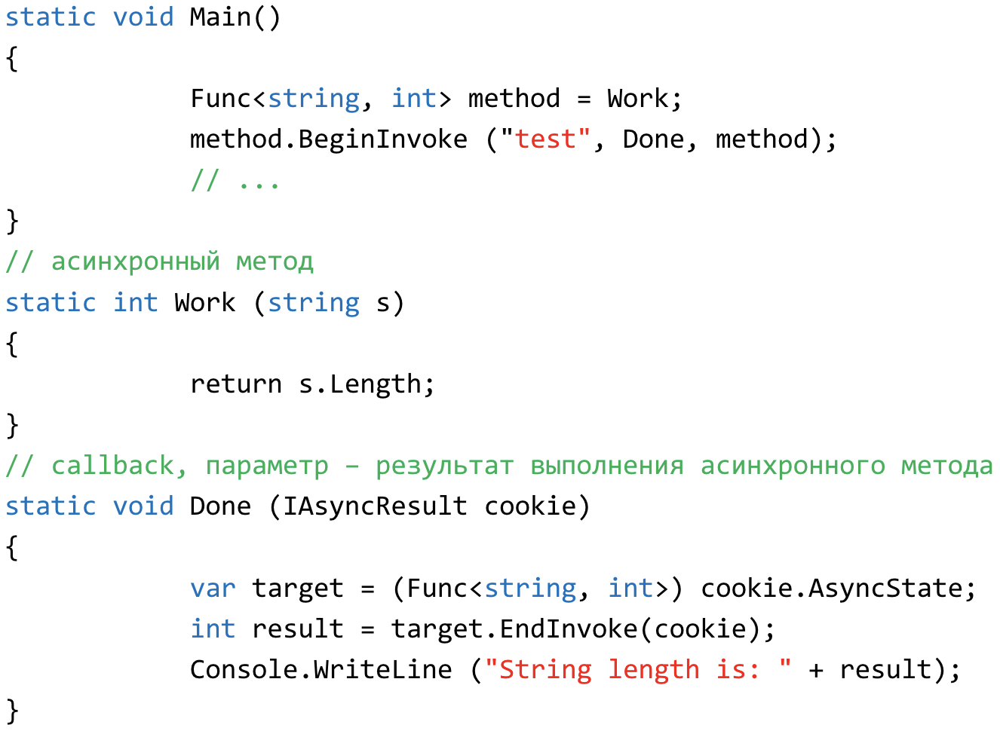 static void Main()
{
Func<string, int> method = Work;
method.BeginInvoke ("test", Done, method);
// ...
}
// асинхронный метод
static int Work (string s)
{
return s.Length;
}
// callback, параметр – результат выполнения асинхронного метода
static void Done (IAsyncResult cookie)
{
var target = (Func<string, int>) cookie.AsyncState;
int result = target.EndInvoke(cookie);
Console.WriteLine ("String length is: " + result);
}